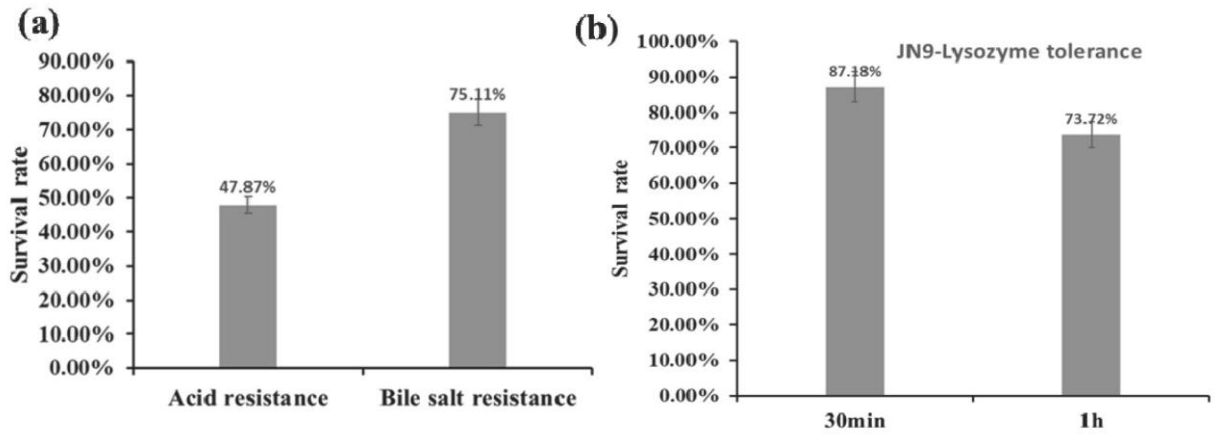 (a)
90.00%
80.00%
70.00%
60.00%
50.00%
40.00%
30.00%
20.00%
10.00%
0.00%
Survival rate
47.87%
75.11%
Acid resistance
Bile salt resistance
(b)
JN9-Lysozyme tolerance
100.00%
90.00%
80.00%
70.00%
60.00%
50.00%
40.00%
30.00%
20.00%
10.00%
0.00%
Survival rate
87.18%
73.72%
30min
1h